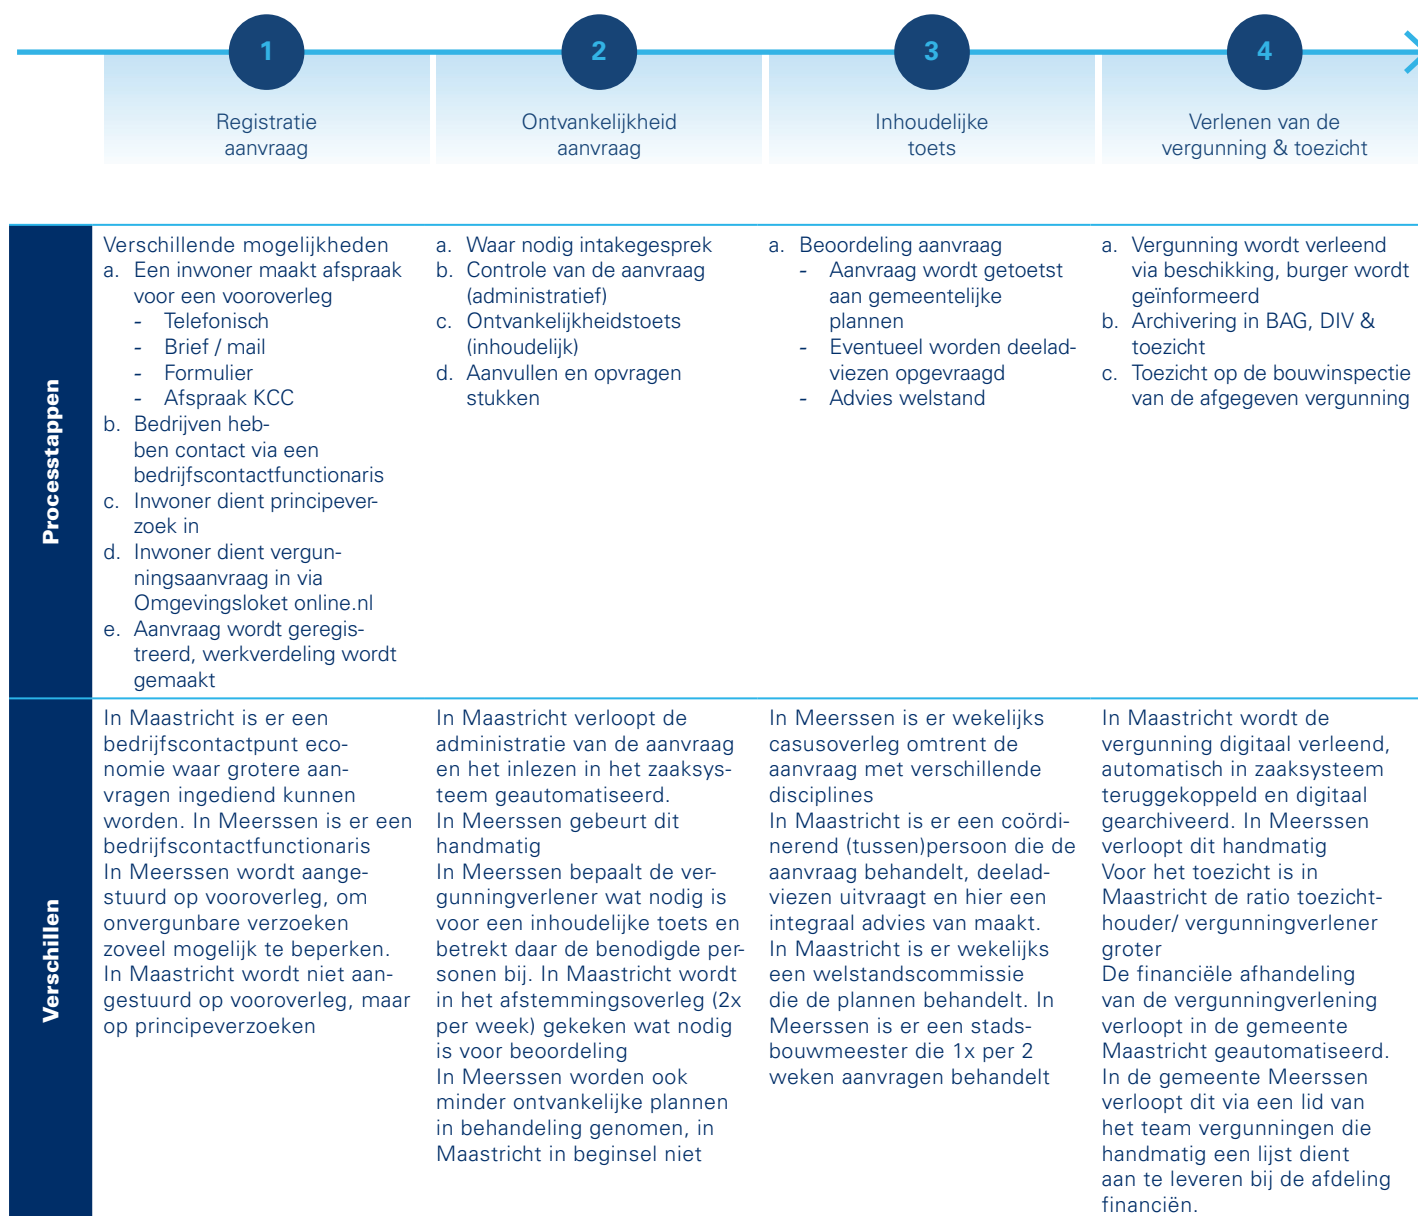 1
2
3
4
Registratie
aanvraag
Ontvankelijkheid
aanvraag
Inhoudelijke
toets
Verlenen van de
vergunning & toezicht
Processtappen
Verschillende mogelijkheden
a. Een inwoner maakt afspraak
voor een vooroverleg
- Telefonisch
- Brief / mail
- Formulier
- Afspraak KCC
b. Bedrijven heb-
ben contact via een
bedrijfscontactfunctionaris
c. Inwoner dient principever-
zoek in
d. Inwoner dient vergun-
ningsaanvraag in via
Omgevingsloket online.nl
e. Aanvraag wordt geregis-
treerd, werkverdeling wordt
gemaakt
a. Waar nodig intakegesprek
b. Controle van de aanvraag
(administratief)
c. Ontvankelijkheidstoets
(inhoudelijk)
d. Aanvullen en opvragen
stukken
a. Beoordeling aanvraag
- Aanvraag wordt getoetst
aan gemeentelijke
plannen
- Eventueel worden deelad-
viezen opgevraagd
- Advies welstand
a. Vergunning wordt verleend
via beschikking, burger wordt
geïnformeerd
b. Archivering in BAG, DIV &
toezicht
c. Toezicht op de bouwinspectie
van de afgegeven vergunning
Verschillen
In Maastricht is er een
bedrijfscontactpunt eco-
nomie waar grotere aan-
vragen ingediend kunnen
worden. In Meerssen is er een
bedrijfscontactfunctionaris
In Meerssen wordt aange-
stuurd op vooroverleg, om
onvergunbare verzoeken
zoveel mogelijk te beperken.
In Maastricht wordt niet aan-
gestuurd op vooroverleg, maar
op principeverzoeken
In Maastricht verloopt de
administratie van de aanvraag
en het inlezen in het zaaksys-
teem geautomatiseerd.
In Meerssen gebeurt dit
handmatig
In Meerssen bepaalt de ver-
gunningverlener wat nodig is
voor een inhoudelijke toets en
betrekt daar de benodigde per-
sonen bij. In Maastricht wordt
in het afstemmingsoverleg (2x
per week) gekeken wat nodig
is voor beoordeling
In Meerssen worden ook
minder ontvankelijke plannen
in behandeling genomen, in
Maastricht in beginsel niet
In Meerssen is er wekelijks
casusoverleg omtrent de
aanvraag met verschillende
disciplines
In Maastricht is er een coördi-
nerend (tussen)persoon die de
aanvraag behandelt, deelad-
viezen uitvraagt en hier een
integraal advies van maakt.
In Maastricht is er wekelijks
een welstandscommissie
die de plannen behandelt. In
Meerssen is er een stads-
bouwmeester die 1x per 2
weken aanvragen behandelt
In Maastricht wordt de
vergunning digitaal verleend,
automatisch in zaaksysteem
teruggekoppeld en digitaal
gearchiveerd. In Meerssen
verloopt dit handmatig
Voor het toezicht is in
Maastricht de ratio toezicht-
houder/ vergunningverlener
groter
De financiële afhandeling
van de vergunningverlening
verloopt in de gemeente
Maastricht geautomatiseerd.
In de gemeente Meerssen
verloopt dit via een lid van
het team vergunningen die
handmatig een lijst dient
aan te leveren bij de afdeling
financiën.